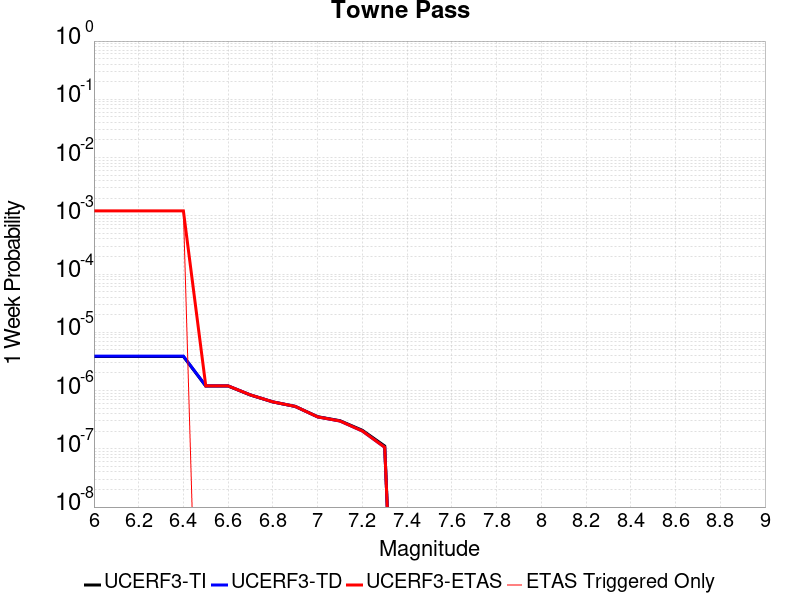 Towne Pass
1 Week Probability
10^0
10^-1
10^-2
10^-3
10^-4
10^-5
10^-6
10^-7
10^-8
6 6.2 6.4 6.6 6.8 7 7.2 7.4 7.6 7.8 8 8.2 8.4 8.6 8.8 9
Magnitude
UCERF3-TI UCERF3-TD UCERF3-ETAS ETAS Triggered Only